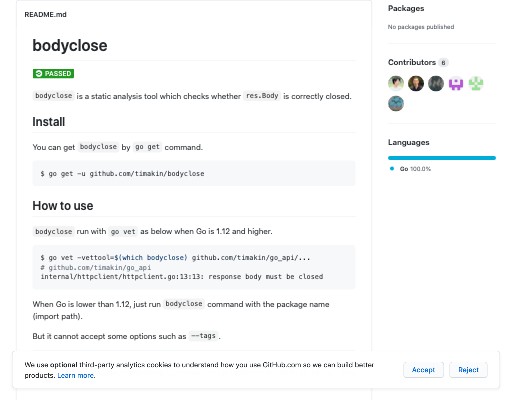 README.md
bodyclose
PASSED
bodyclose is a static analysis tool which checks whether res.Body is correctly closed.
Install
You can get bodyclose by go get command.
$ go get -u github.com/timakin/bodyclose
How to use
bodyclose run with go vet as below when Go is 1.12 and higher.
$ go vet -vettool=$(which bodyclose) github.com/timakin/go_api/...
# github.com/timakin/go_api
internal/httpclient/httpclient.go:13:13: response body must be closed
When Go is lower than 1.12, just run bodyclose command with the package name
(import path).
But it cannot accept some options such as --tags .
Packages
No packages published
Contributors 6
Languages
Go 100.0%
We use optional third-party analytics cookies to understand how you use GitHub.com so we can build better
products. Learn more.
Accept
Reject